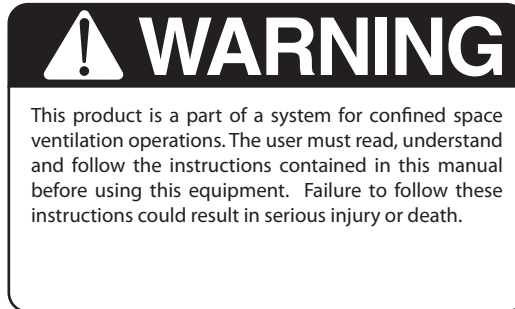 WARNING
This product is a part of a system for confined space
ventilation operations. The user must read, understand
and follow the instructions contained in this manual
before using this equipment. Failure to follow these
instructions could result in serious injury or death.